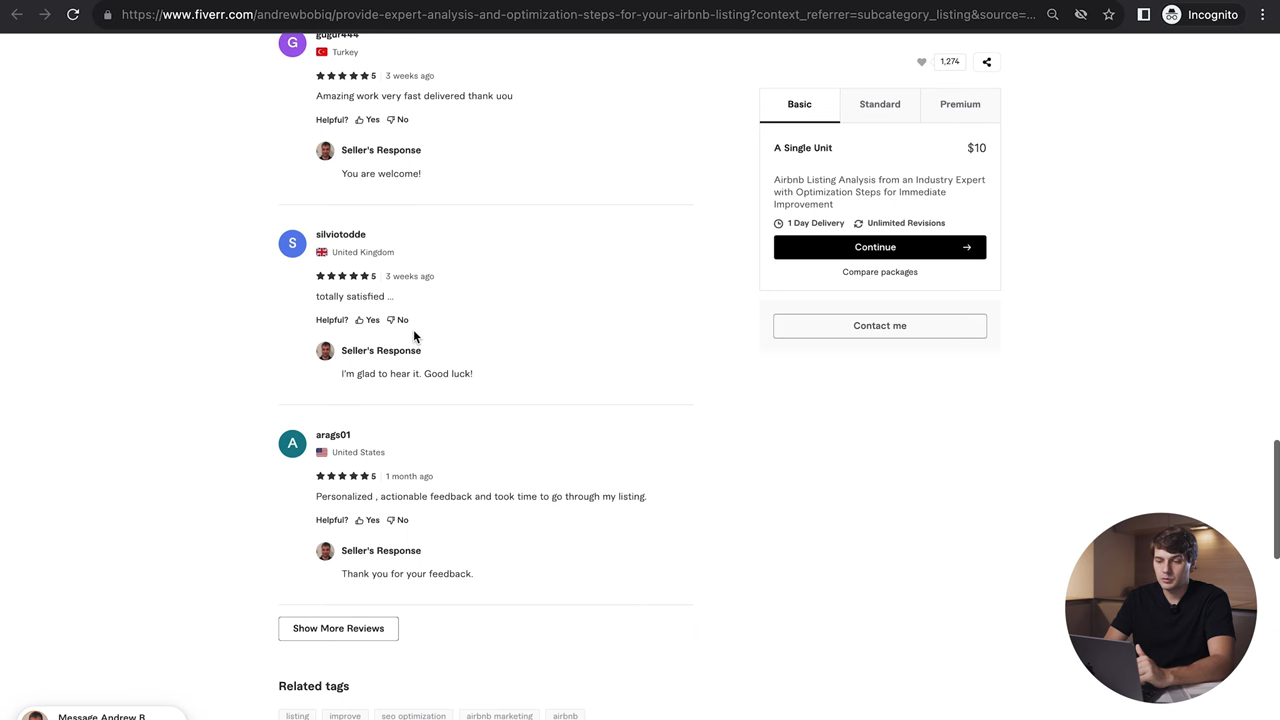 https://www.fiverr.com/andrewbobiq/provide-expert-analysis-and-optimization-steps-for-your-airbnb-listing?context_referrer=subcategory_listing&source=...
Incognito
G
gugur444
Turkey
5 3 weeks ago
Amazing work very fast delivered thank uou
Helpful? Yes No
Seller's Response
You are welcome!
S
silviotodde
United Kingdom
5 3 weeks ago
totally satisfied ...
Helpful? Yes No
Seller's Response
I'm glad to hear it. Good luck!
A
arags01
United States
5 1 month ago
Personalized , actionable feedback and took time to go through my listing.
Helpful? Yes No
Seller's Response
Thank you for your feedback.
Show More Reviews
Related tags
listing improve seo optimization airbnb marketing airbnb
Message Andrew B.
1,274
Basic Standard Premium
A Single Unit $10
Airbnb Listing Analysis from an Industry Expert
with Optimization Steps for Immediate
Improvement
1 Day Delivery Unlimited Revisions
Continue
Compare packages
Contact me